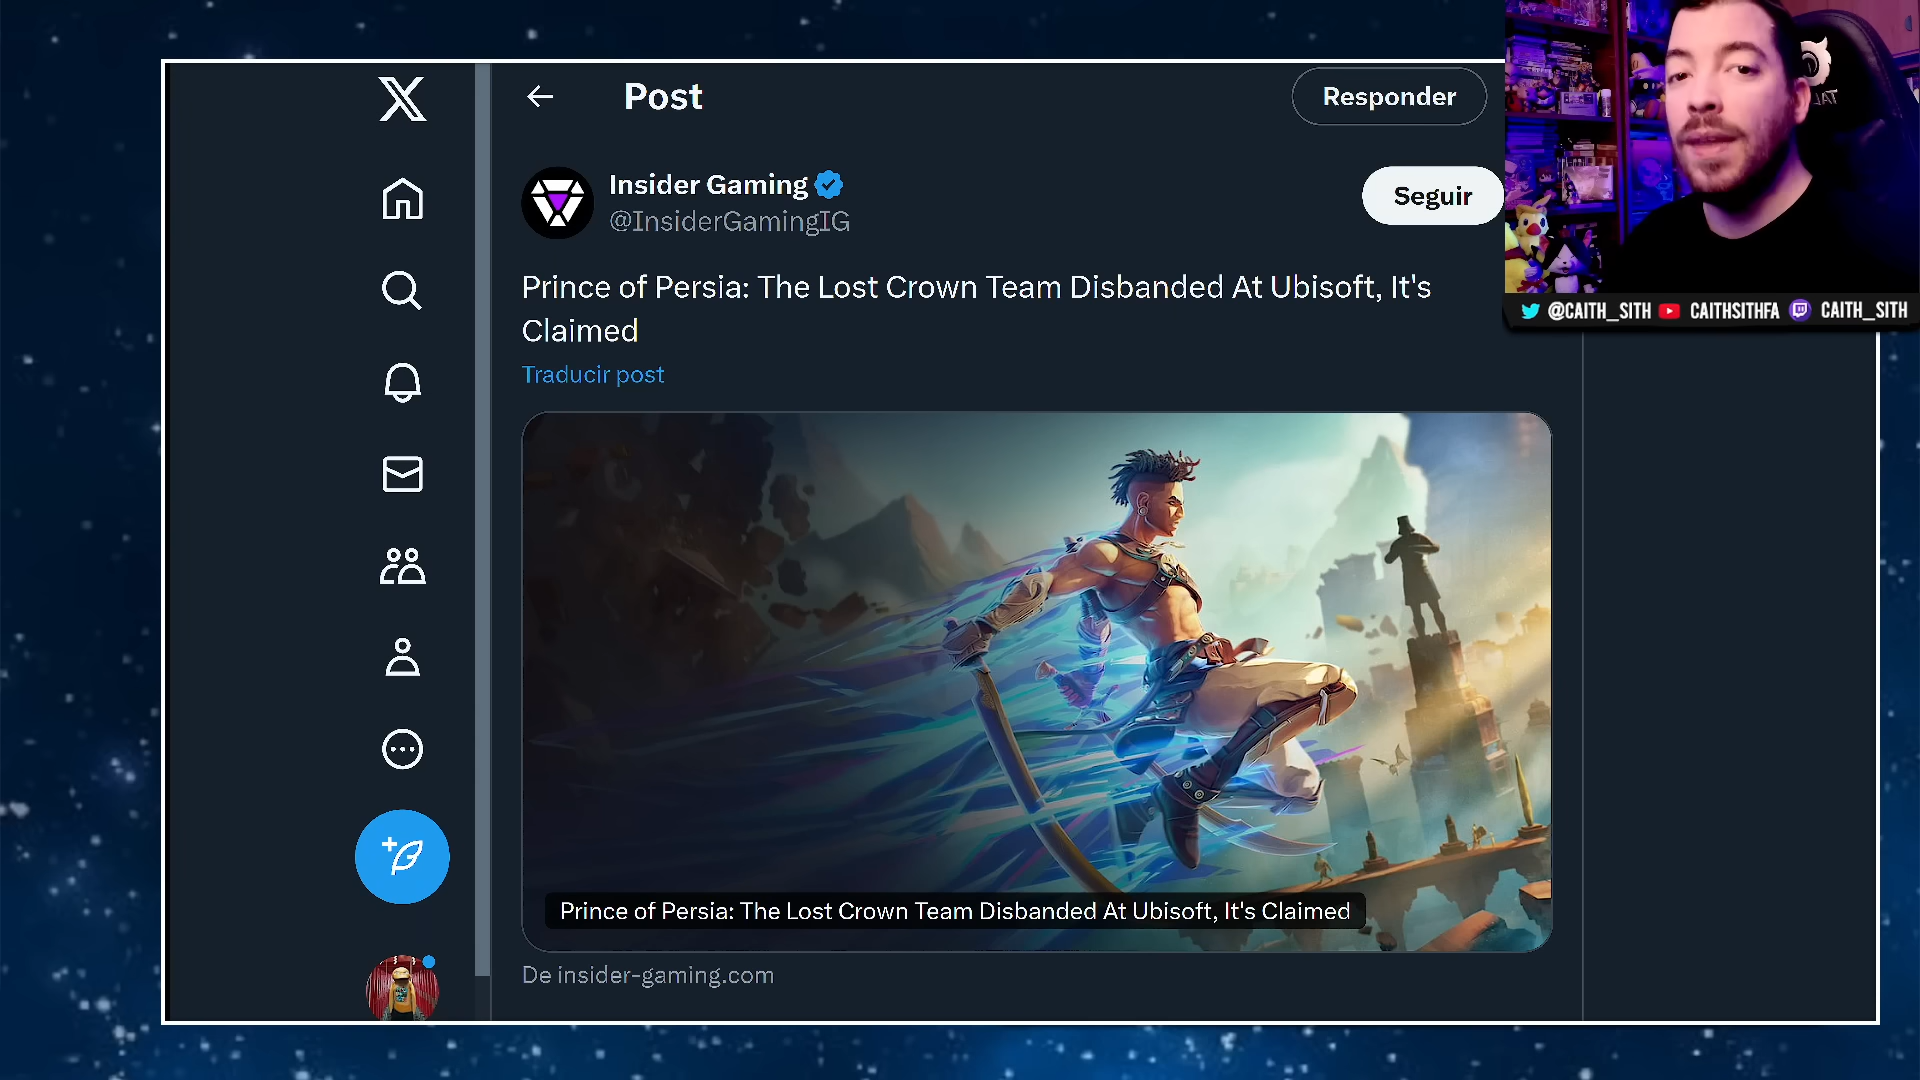 Post
Responder
Insider Gaming
@InsiderGamingIG
Seguir
Prince of Persia: The Lost Crown Team Disbanded At Ubisoft, It's
Claimed
Traducir post
Prince of Persia: The Lost Crown Team Disbanded At Ubisoft, It's Claimed
De insider-gaming.com
@CAITH_SITH CAITHSITHFA CAITH_SITH